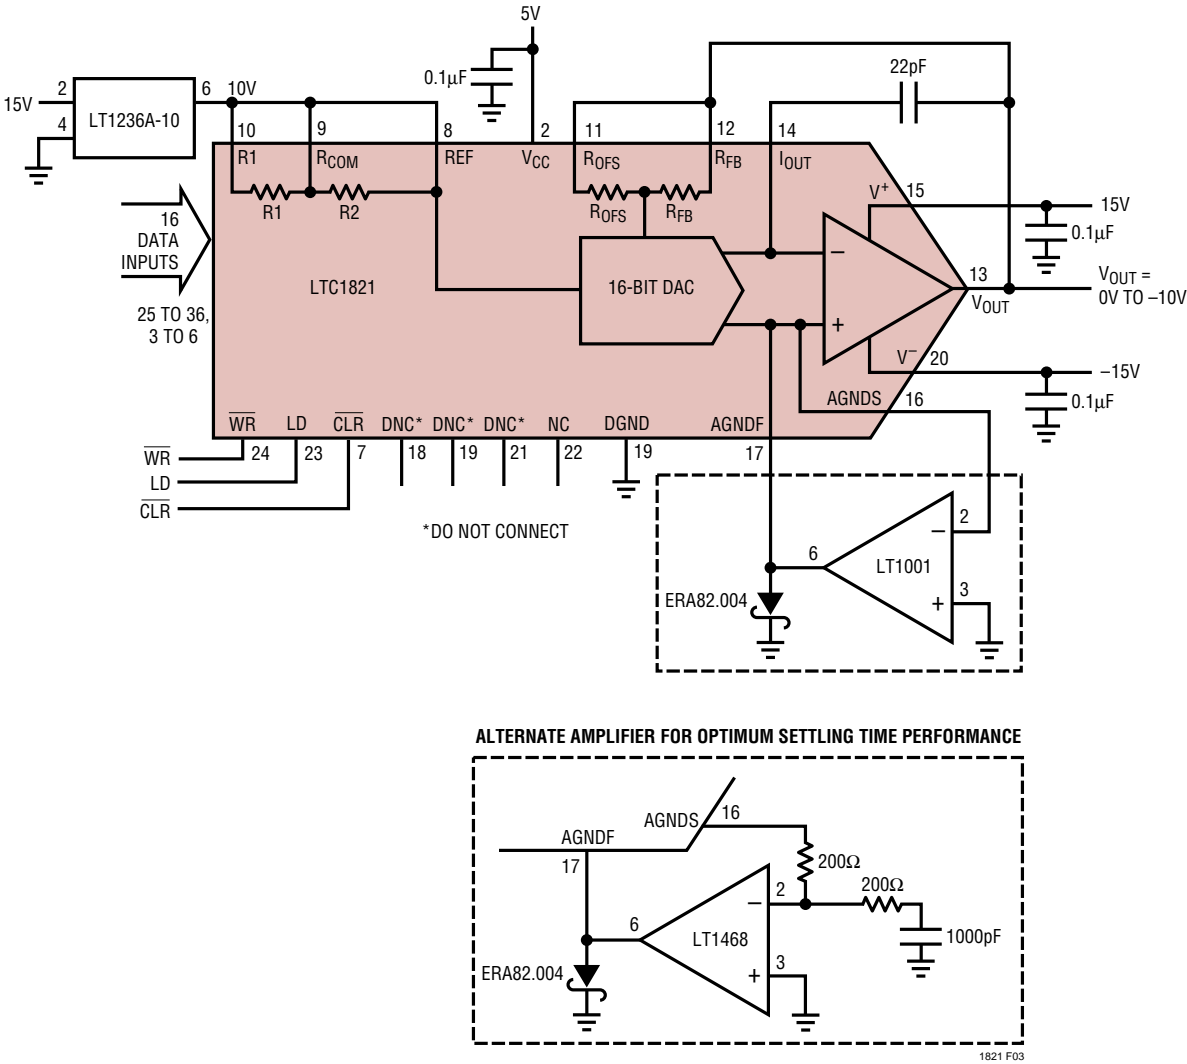 5V
0.1µF
22pF
15V
2
4
LT1236A-10
6
10V
10
9
8
2
11
12
14
R1
RCOM
REF
VCC
ROFS
RFB
IOUT
R1
R2
ROFS
RFB
V+
15
15V
0.1µF
16
DATA
INPUTS
25 TO 36,
3 TO 6
LTC1821
16-BIT DAC
–
+
13
VOUT
VOUT =
0V TO –10V
V–
20
–15V
0.1µF
AGNDS
16
WR
LD
CLR
DNC*
DNC*
DNC*
NC
DGND
AGNDF
24
23
7
18
19
21
22
19
17
WR
LD
CLR
*DO NOT CONNECT
6
LT1001
–
2
+
3
ERA82.004
ALTERNATE AMPLIFIER FOR OPTIMUM SETTLING TIME PERFORMANCE
AGNDS
16
AGNDF
17
200Ω
200Ω
1000pF
6
LT1468
–
2
+
3
ERA82.004
1821 F03